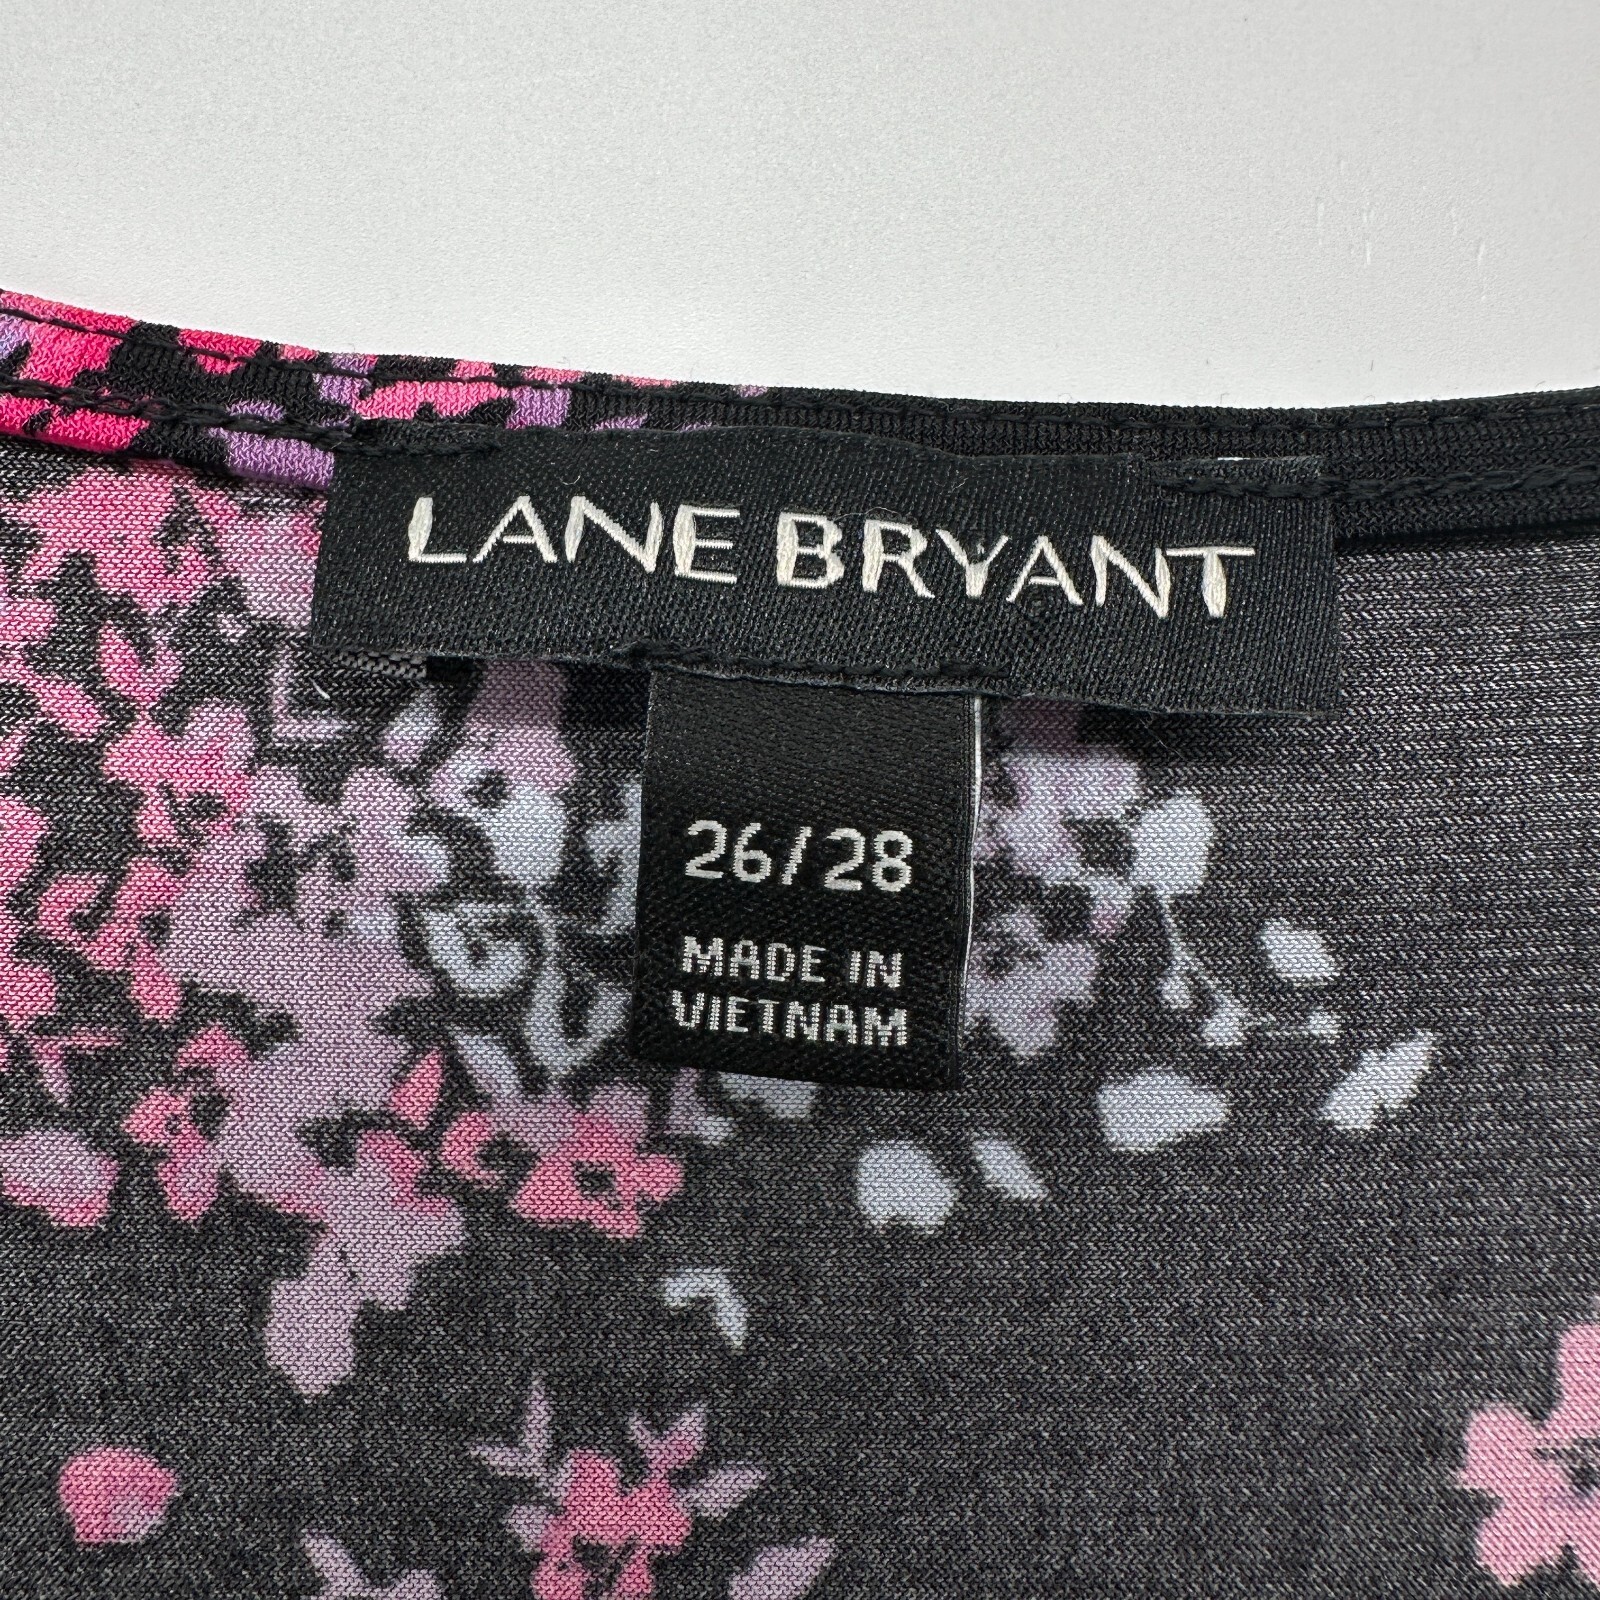 LANE BRYANT
26/28
MADE IN
VIETNAM